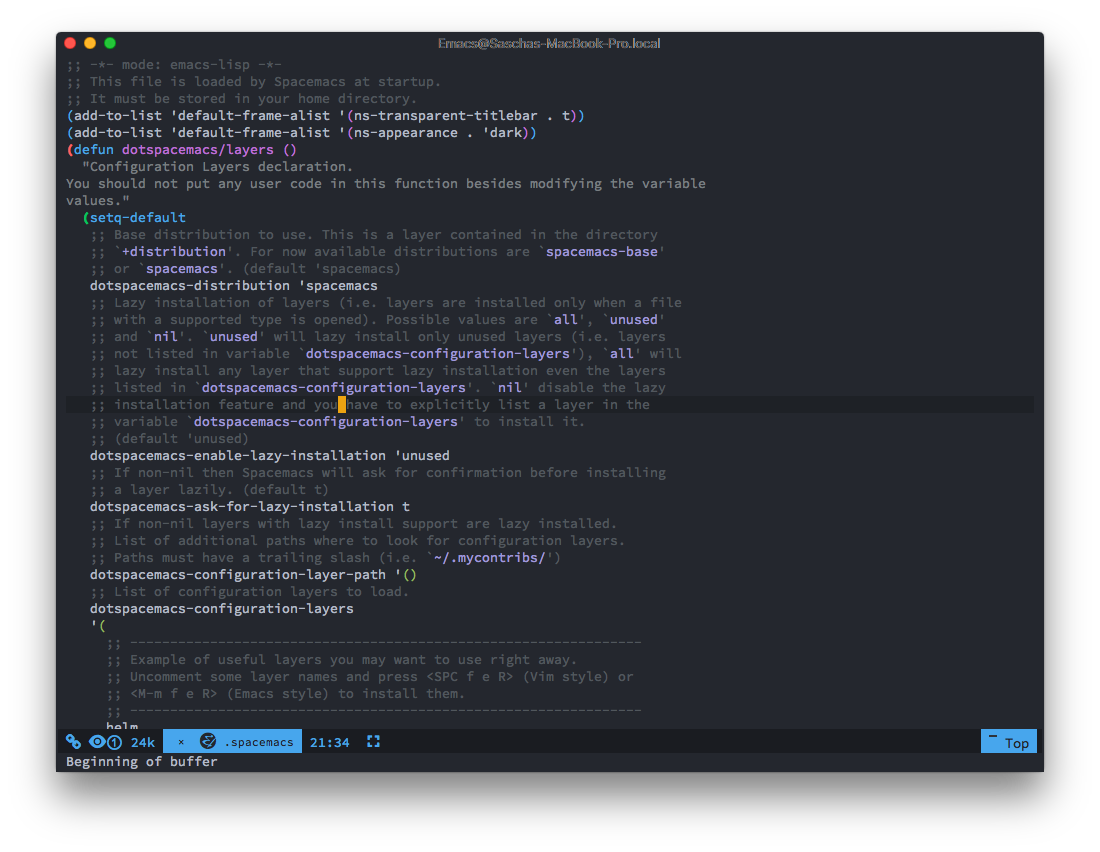 Emacs@Saschas-MacBook-Pro.local
;; -*- mode: emacs-lisp -*-
;; This file is loaded by Spacemacs at startup.
;; It must be stored in your home directory.
(add-to-list 'default-frame-alist '(ns-transparent-titlebar . t))
(add-to-list 'default-frame-alist '(ns-appearance . 'dark))
(defun dotspacemacs/layers ()
  "Configuration Layers declaration.
You should not put any user code in this function besides modifying the variable
values."
  (setq-default
   ;; Base distribution to use. This is a layer contained in the directory
   ;; `+distribution'. For now available distributions are `spacemacs-base'
   ;; or `spacemacs'. (default 'spacemacs)
   dotspacemacs-distribution 'spacemacs
   ;; Lazy installation of layers (i.e. layers are installed only when a file
   ;; with a supported type is opened). Possible values are `all', `unused'
   ;; and `nil'. `unused' will lazy install only unused layers (i.e. layers
   ;; not listed in variable `dotspacemacs-configuration-layers'), `all' will
   ;; lazy install any layer that support lazy installation even the layers
   ;; listed in `dotspacemacs-configuration-layers'. `nil' disable the lazy
   ;; installation feature and you have to explicitly list a layer in the
   ;; variable `dotspacemacs-configuration-layers' to install it.
   ;; (default 'unused)
   dotspacemacs-enable-lazy-installation 'unused
   ;; If non-nil then Spacemacs will ask for confirmation before installing
   ;; a layer lazily. (default t)
   dotspacemacs-ask-for-lazy-installation t
   ;; If non-nil layers with lazy install support are lazy installed.
   ;; List of additional paths where to look for configuration layers.
   ;; Paths must have a trailing slash (i.e. `~/.mycontribs/')
   dotspacemacs-configuration-layer-path '()
   ;; List of configuration layers to load.
   dotspacemacs-configuration-layers
   '(
     ;; ----------------------------------------------------------------
     ;; Example of useful layers you may want to use right away.
     ;; Uncomment some layer names and press <SPC f e R> (Vim style) or
     ;; <M-m f e R> (Emacs style) to install them.
     ;; ----------------------------------------------------------------
     helm
① 24k × .spacemacs 21:34 Top
Beginning of buffer